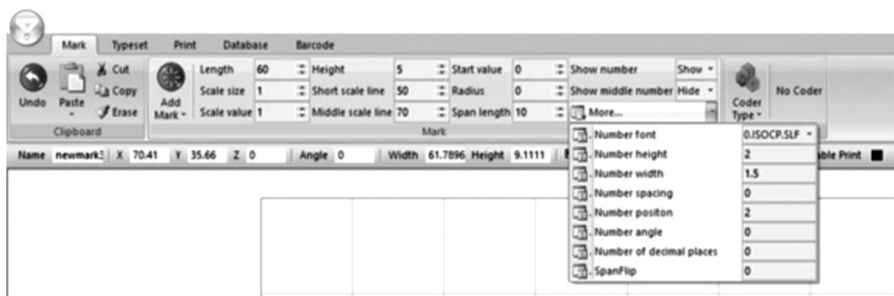 Mark Typeset Print Database Barcode
Cut Length 60 Height 5 Start value 0 Show number Show
Undo Paste Copy Add Mark Scale size 1 Short scale line 50 Radius 0 Show middle number Hide Coder Type No Coder
Erase Scale value 1 Middle scale line 70 Span length 10 More...
Clipboard Mark
Number font 0.ISOCP.SLF
Name newmark3 X 70.41 Y 35.66 Z 0 Angle 0 Width 61.7896 Height 9.1111 Number height 2 Print
Number width 1.5
Number spacing 0
Number positon 2
Number angle 0
Number of decimal places 0
SpanFlip 0